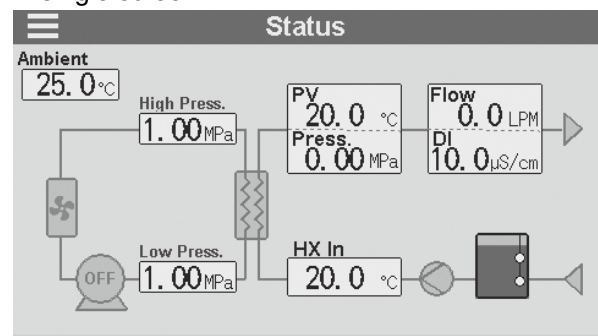 Status
Ambient
25.0°C
High Press.
1.00MPa
PV
20.0 °C
Press.
0.00 MPa
Flow
0.0 LPM
DI
10.0µS/cm
OFF
Low Press.
1.00MPa
HX In
20.0 °C